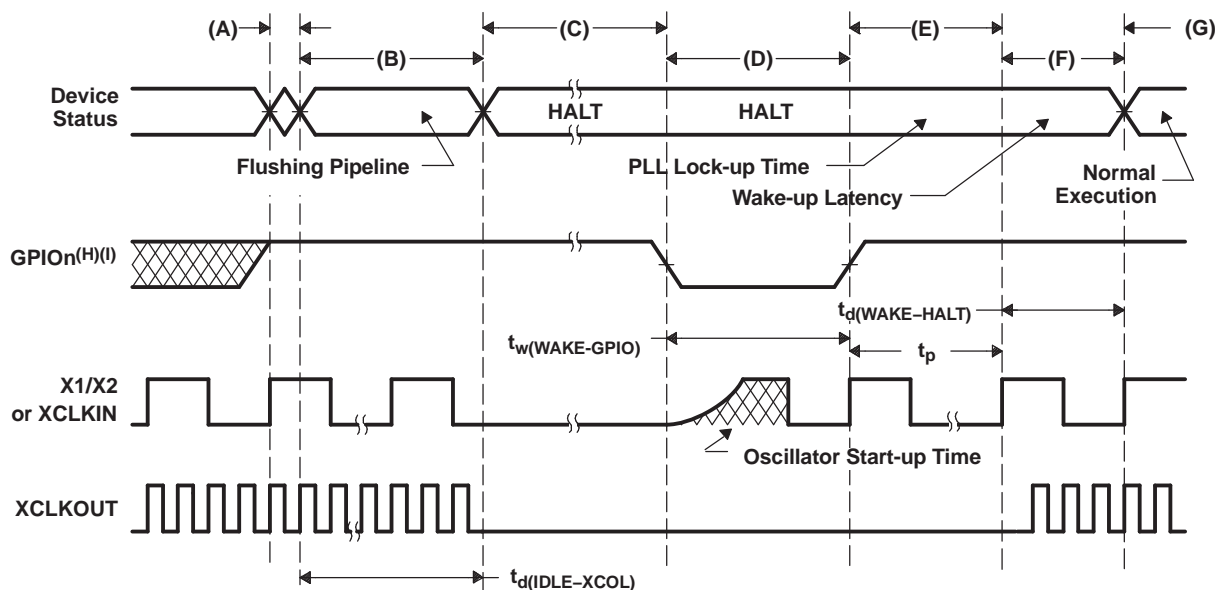 (A)
(B)
(C)
(D)
(E)
(F)
(G)
Device
Status
HALT
HALT
Flushing Pipeline
PLL Lock-up Time
Wake-up Latency
Normal
Execution
GPIOn(H)(I)
td(WAKE−HALT)
tw(WAKE-GPIO)
tp
X1/X2
or XCLKIN
Oscillator Start-up Time
XCLKOUT
td(IDLE−XCOL)